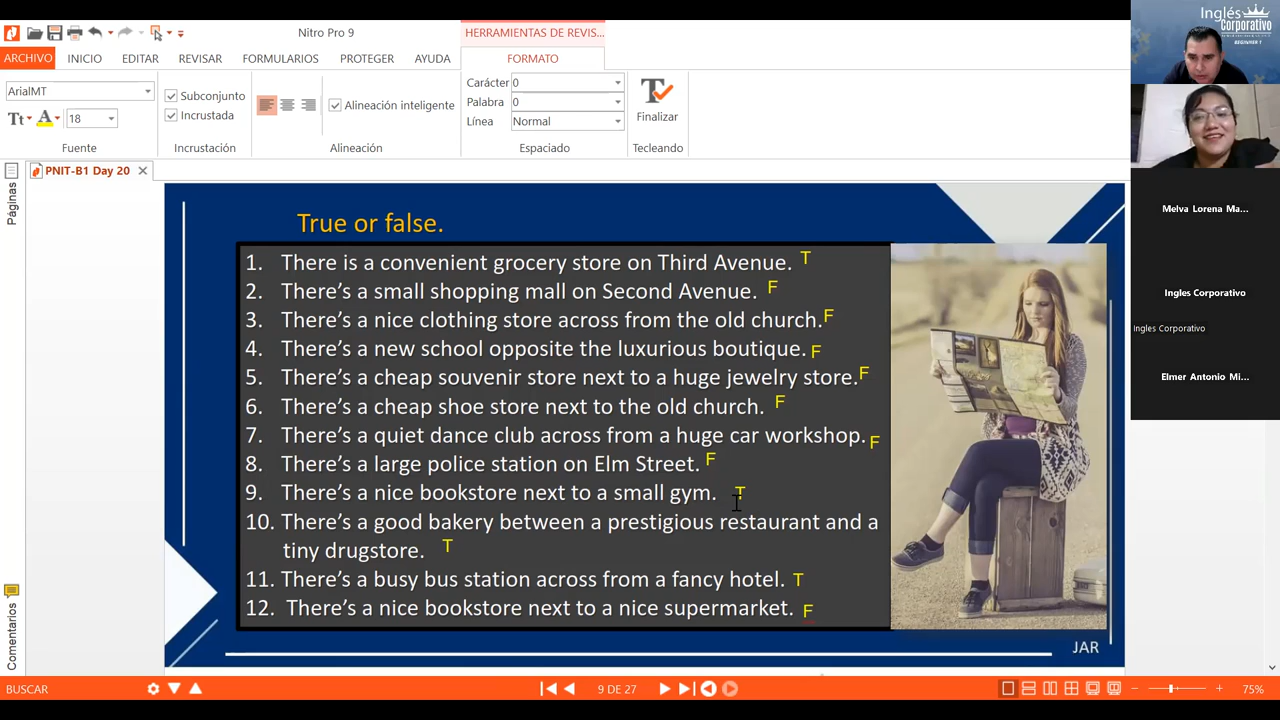 Nitro Pro 9
HERRAMIENTAS DE REVIS...
ARCHIVO
INICIO
EDITAR
REVISAR
FORMULARIOS
PROTEGER
AYUDA
FORMATO
ArialMT
18
Fuente
Subconjunto
Incrustada
Incrustación
Alineación inteligente
Alineación
Carácter 0
Palabra 0
Línea Normal
Espaciado
Finalizar
Tecleando
Inglés
Corporativo
BEGINNER 1
PNIT-B1 Day 20
Páginas
Comentarios
True or false.
1. There is a convenient grocery store on Third Avenue. T
2. There's a small shopping mall on Second Avenue. F
3. There's a nice clothing store across from the old church. F
4. There's a new school opposite the luxurious boutique. F
5. There's a cheap souvenir store next to a huge jewelry store. F
6. There's a cheap shoe store next to the old church. F
7. There's a quiet dance club across from a huge car workshop. F
8. There's a large police station on Elm Street. F
9. There's a nice bookstore next to a small gym. T
10. There's a good bakery between a prestigious restaurant and a
tiny drugstore. T
11. There's a busy bus station across from a fancy hotel. T
12. There's a nice bookstore next to a nice supermarket. F
JAR
Melva Lorena Ma...
Ingles Corporativo
Ingles Corporativo
Elmer Antonio Mi...
BUSCAR
9 DE 27
75%